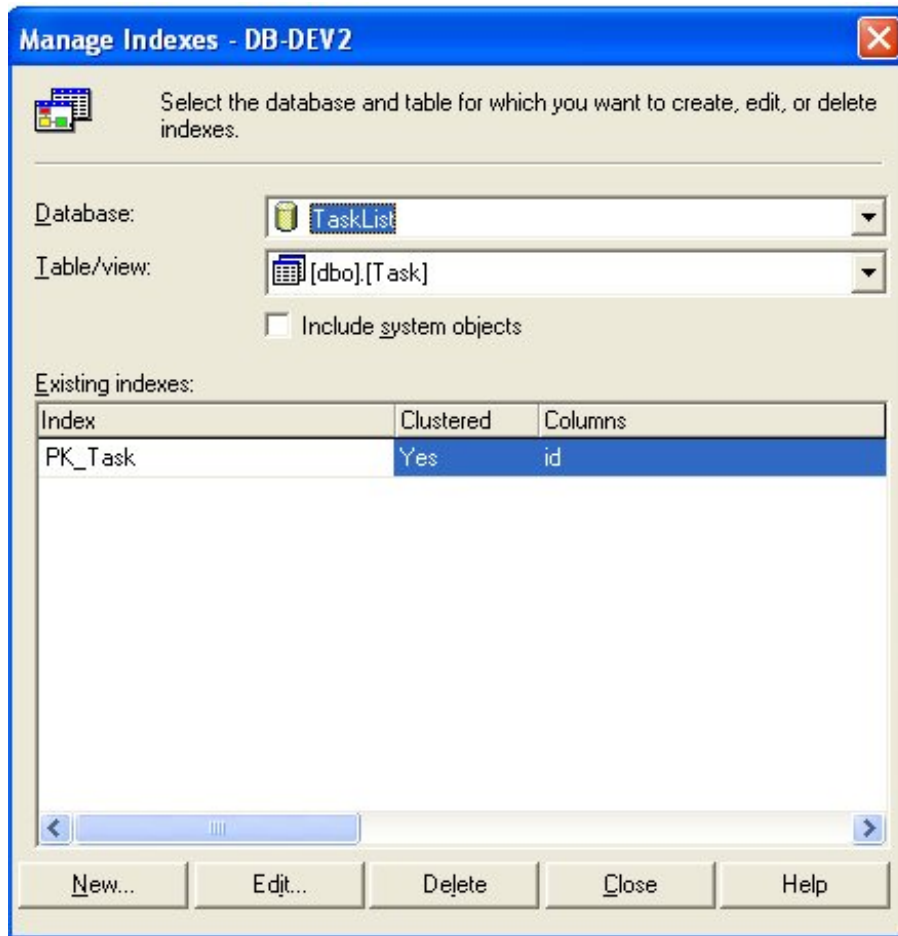 Manage Indexes - DB-DEV2
Select the database and table for which you want to create, edit, or delete
indexes.
Database: TaskList
Table/view: [dbo].[Task]
Include system objects
Existing indexes:
Index Clustered Columns
PK_Task Yes id
New... Edit... Delete Close Help